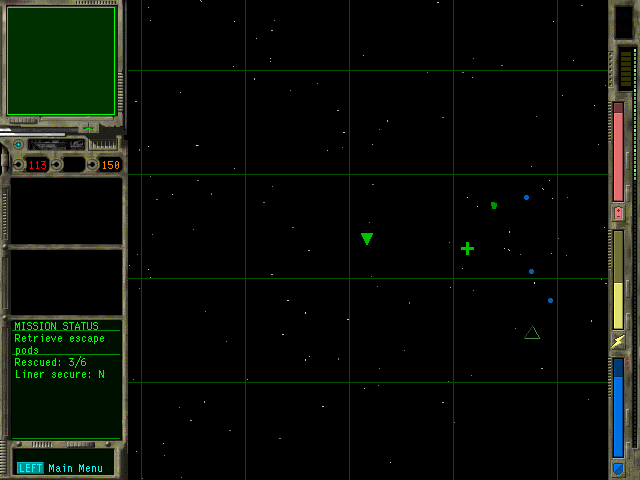 113 150
MISSION STATUS
Retrieve escape
pods
Rescued: 3/6
Liner secure: N
LEFT Main Menu